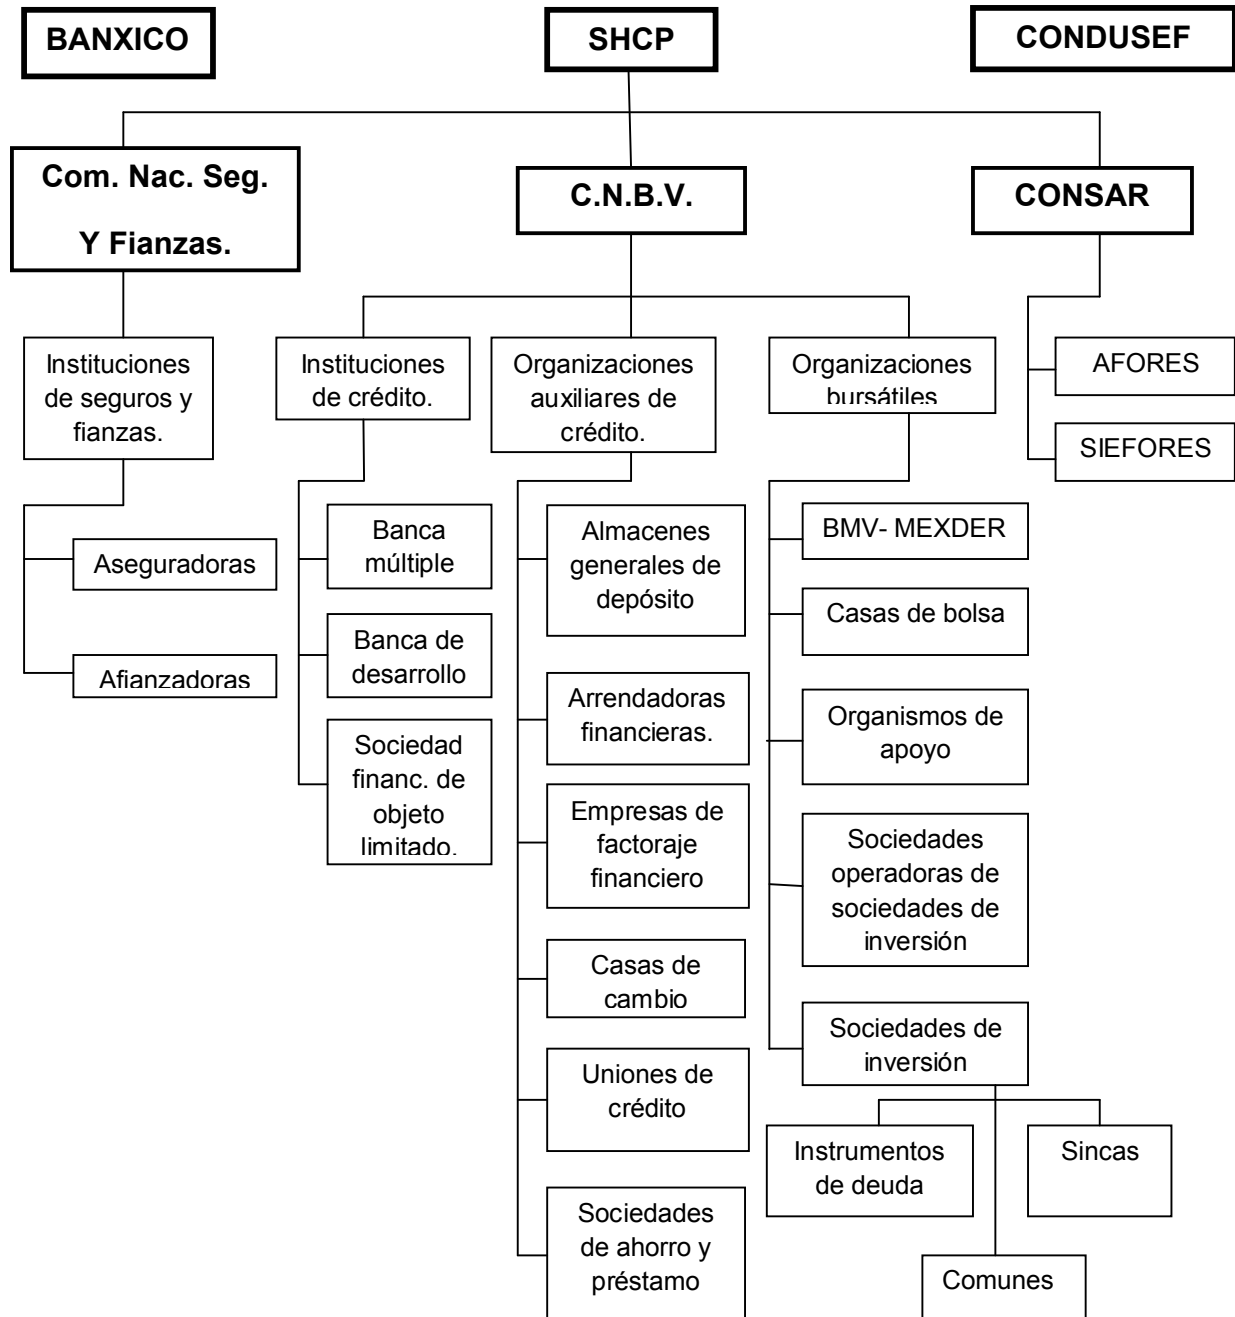 BANXICO
SHCP
CONDUSEF
Com. Nac. Seg.
Y Fianzas.
C.N.B.V.
CONSAR
Instituciones
de seguros y
fianzas.
Aseguradoras
Afianzadoras
Instituciones
de crédito.
Banca
múltiple
Banca de
desarrollo
Sociedad
financ. de
objeto
limitado.
Organizaciones
auxiliares de
crédito.
Almacenes
generales de
depósito
Arrendadoras
financieras.
Empresas de
factoraje
financiero
Casas de
cambio
Uniones de
crédito
Sociedades
de ahorro y
préstamo
Organizaciones
bursátiles
BMV- MEXDER
Casas de bolsa
Organismos de
apoyo
Sociedades
operadoras de
sociedades de
inversión
Sociedades de
inversión
Instrumentos
de deuda
Sincas
Comunes
AFORES
SIEFORES